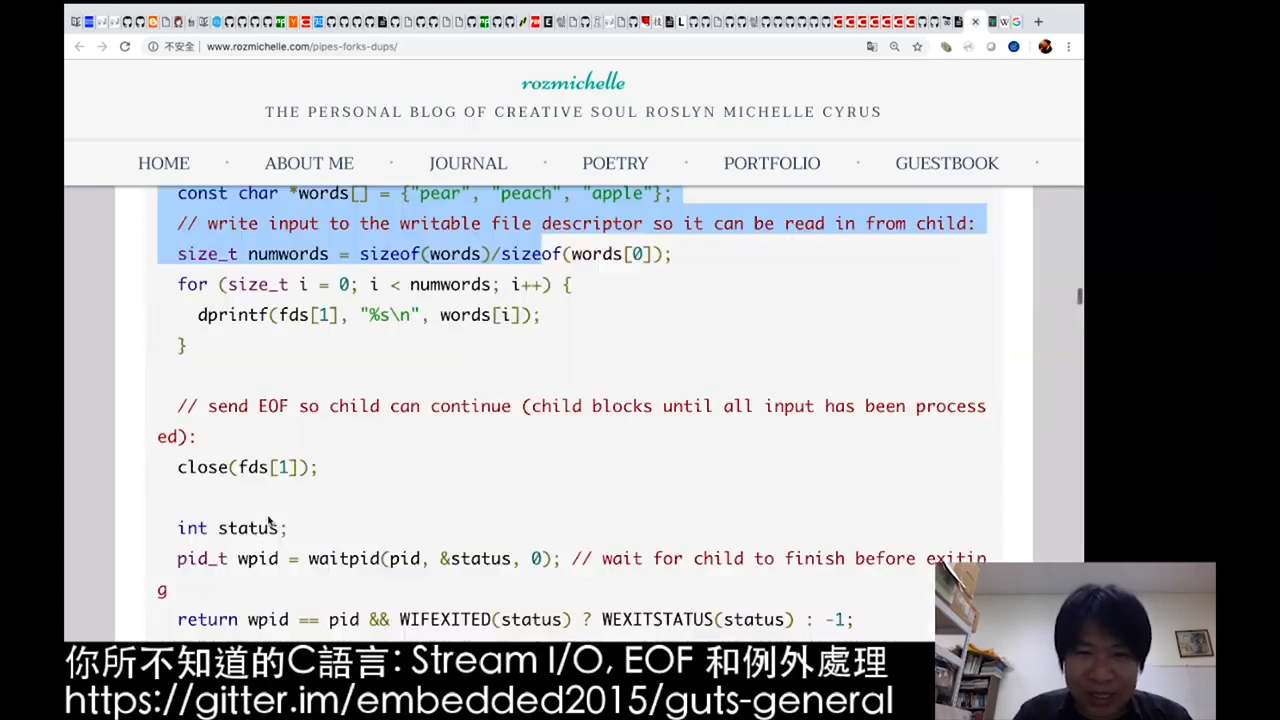 不安全 www.rozmichelle.com/pipes-forks-dups/
rozmichelle
THE PERSONAL BLOG OF CREATIVE SOUL ROSLYN MICHELLE CYRUS
HOME · ABOUT ME · JOURNAL · POETRY · PORTFOLIO · GUESTBOOK ·
const char *words[] = {"pear", "peach", "apple"};
// write input to the writable file descriptor so it can be read in from child:
size_t numwords = sizeof(words)/sizeof(words[0]);
for (size_t i = 0; i < numwords; i++) {
dprintf(fds[1], "%s\n", words[i]);
}
// send EOF so child can continue (child blocks until all input has been process
ed):
close(fds[1]);
int status;
pid_t wpid = waitpid(pid, &status, 0); // wait for child to finish before exitin
g
return wpid == pid && WIFEXITED(status) ? WEXITSTATUS(status) : -1;
你所不知道的C語言: Stream I/O, EOF 和例外處理
https://gitter.im/embedded2015/guts-general